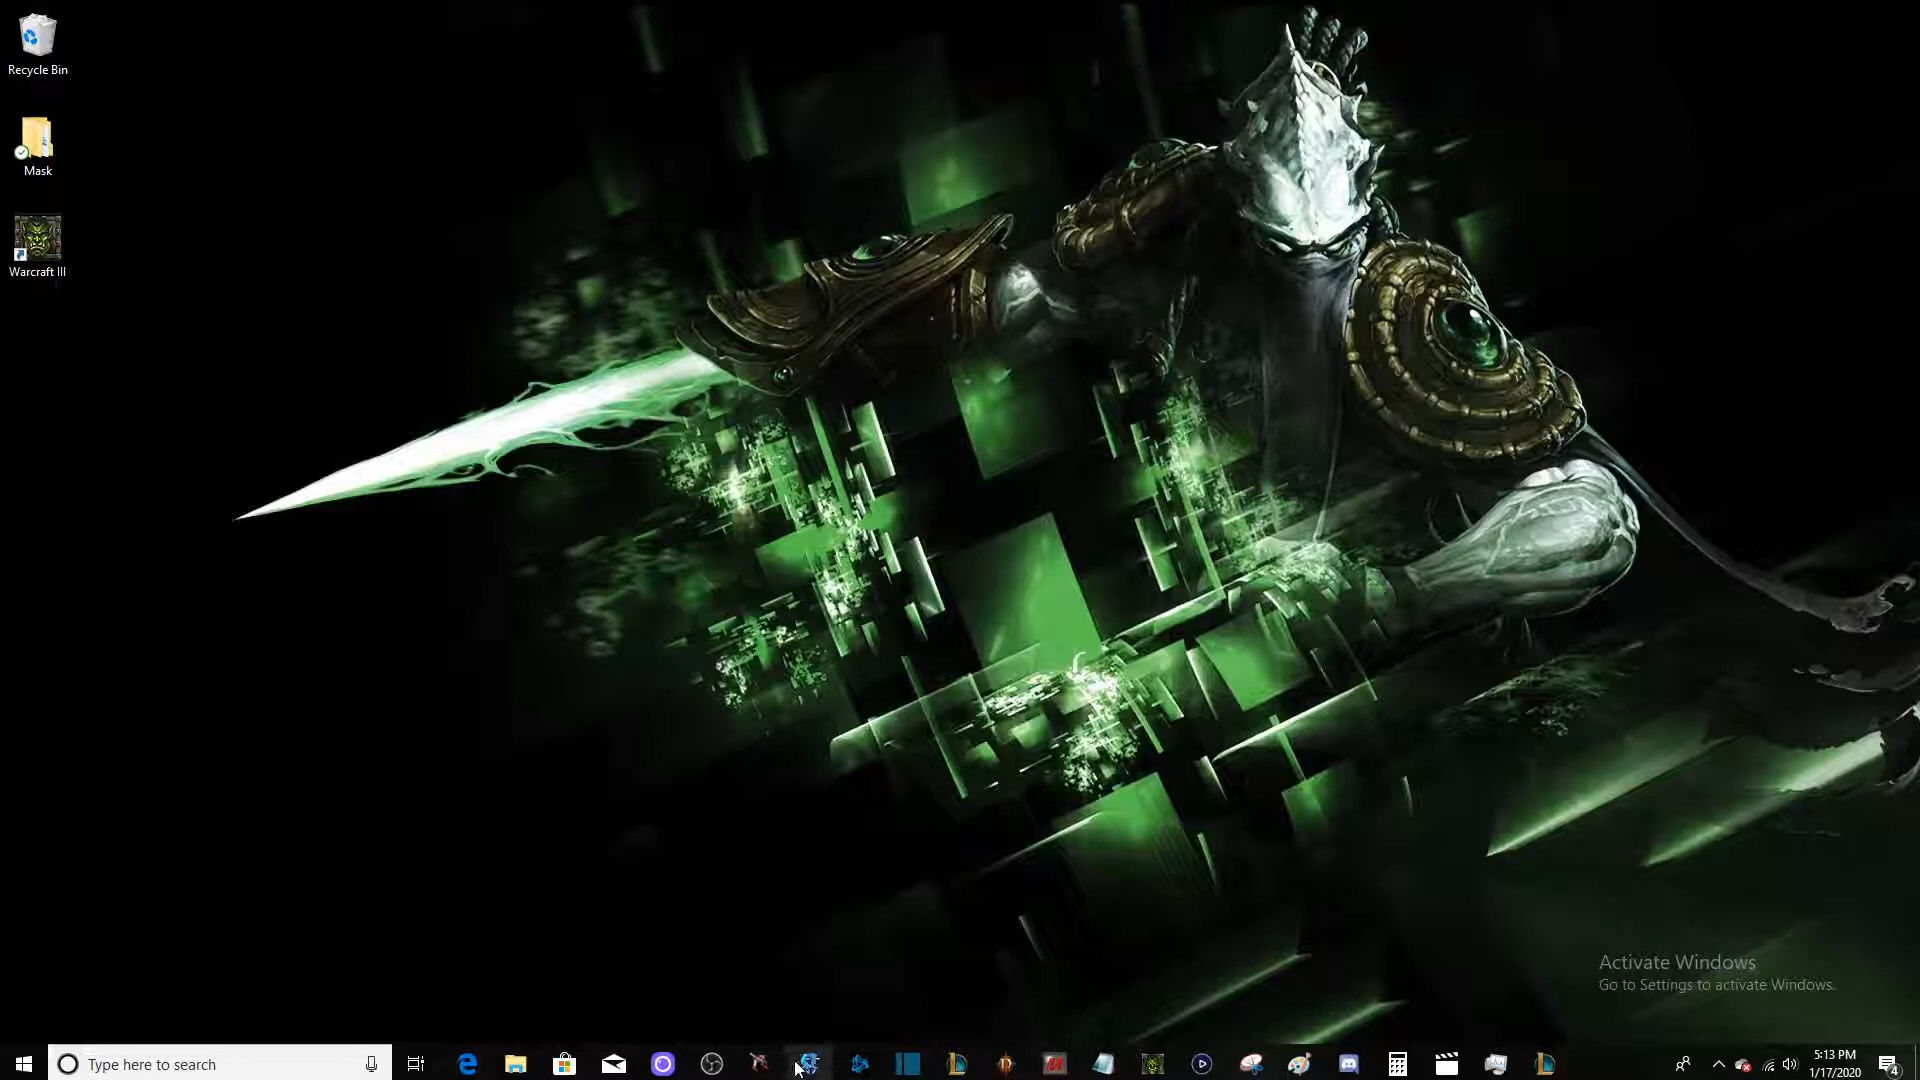 Recycle Bin
Mask
Warcraft III
Activate Windows
Go to Settings to activate Windows.
Type here to search
5:13 PM
1/17/2020
4